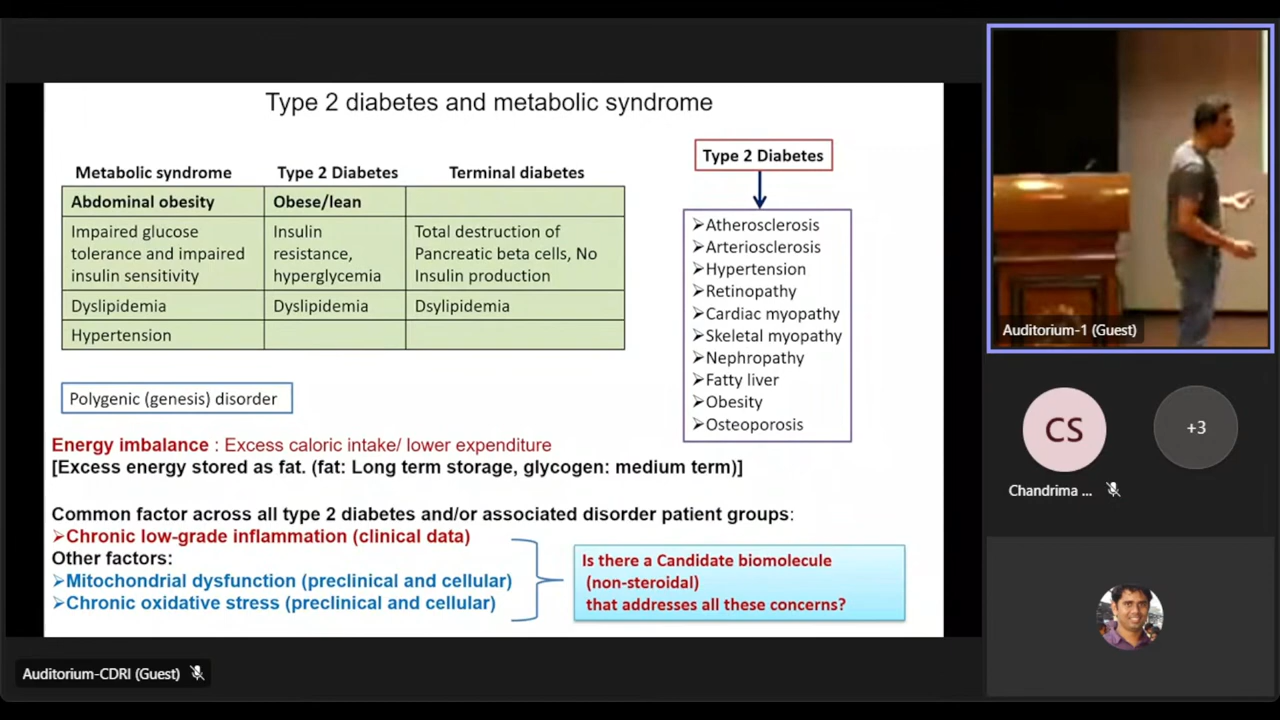 Type 2 diabetes and metabolic syndrome
Metabolic syndrome Type 2 Diabetes Terminal diabetes
Abdominal obesity Obese/lean
Impaired glucose tolerance and impaired insulin sensitivity
Insulin resistance, hyperglycemia
Total destruction of Pancreatic beta cells, No Insulin production
Dyslipidemia Dyslipidemia Dsylipidemia
Hypertension
Polygenic (genesis) disorder
Type 2 Diabetes
➢Atherosclerosis
➢Arteriosclerosis
➢Hypertension
➢Retinopathy
➢Cardiac myopathy
➢Skeletal myopathy
➢Nephropathy
➢Fatty liver
➢Obesity
➢Osteoporosis
Energy imbalance : Excess caloric intake/ lower expenditure
[Excess energy stored as fat. (fat: Long term storage, glycogen: medium term)]
Common factor across all type 2 diabetes and/or associated disorder patient groups:
➢Chronic low-grade inflammation (clinical data)
Other factors:
➢Mitochondrial dysfunction (preclinical and cellular)
➢Chronic oxidative stress (preclinical and cellular)
Is there a Candidate biomolecule
(non-steroidal)
that addresses all these concerns?
Auditorium-1 (Guest)
CS
+3
Chandrima ...
Auditorium-CDRI (Guest)